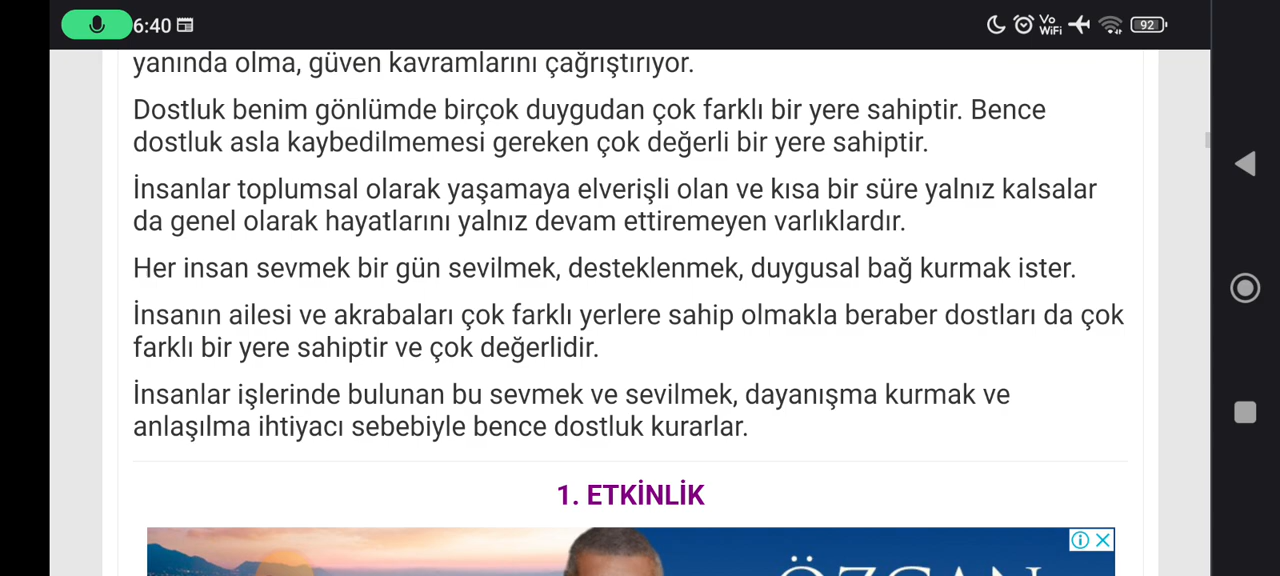 6:40
Vo
WiFi
92
yanında olma, güven kavramlarını çağrıştırıyor.
Dostluk benim gönlümde birçok duygudan çok farklı bir yere sahiptir. Bence
dostluk asla kaybedilmemesi gereken çok değerli bir yere sahiptir.
İnsanlar toplumsal olarak yaşamaya elverişli olan ve kısa bir süre yalnız kalsalar
da genel olarak hayatlarını yalnız devam ettiremeyen varlıklardır.
Her insan sevmek bir gün sevilmek, desteklenmek, duygusal bağ kurmak ister.
İnsanın ailesi ve akrabaları çok farklı yerlere sahip olmakla beraber dostları da çok
farklı bir yere sahiptir ve çok değerlidir.
İnsanlar işlerinde bulunan bu sevmek ve sevilmek, dayanışma kurmak ve
anlaşılma ihtiyacı sebebiyle bence dostluk kurarlar.
1. ETKİNLİK
ÖZCAN